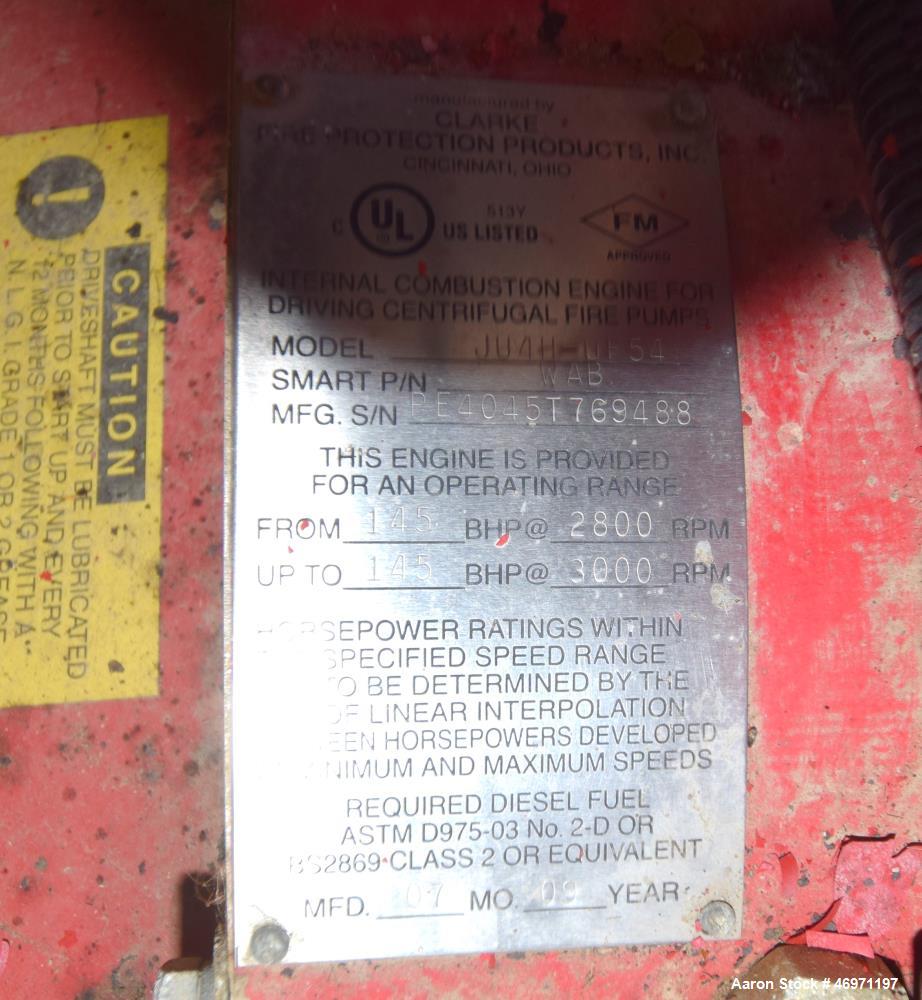 manufactured by
CLARKE
FIRE PROTECTION PRODUCTS, INC.
CINCINNATI, OHIO
C UL US LISTED
513Y
FM
APPROVED
INTERNAL COMBUSTION ENGINE FOR
DRIVING CENTRIFUGAL FIRE PUMPS
MODEL JU4H-UF54
SMART P/N WAB
MFG. S/N PE4045T769488
THIS ENGINE IS PROVIDED
FOR AN OPERATING RANGE
FROM 145 BHP@ 2800 RPM
UP TO 145 BHP@ 3000 RPM
HORSEPOWER RATINGS WITHIN
SPECIFIED SPEED RANGE
TO BE DETERMINED BY THE
OF LINEAR INTERPOLATION
EEN HORSEPOWERS DEVELOPED
MINIMUM AND MAXIMUM SPEEDS
REQUIRED DIESEL FUEL
ASTM D975-03 No. 2-D OR
BS2869 CLASS 2 OR EQUIVALENT
MFD. 07 MO. 09 YEAR
!
CAUTION
DRIVESHAFT MUST BE LUBRICATED
PRIOR TO START UP AND EVERY
12 MONTHS FOLLOWING WITH A
N. L. G. I. GRADE 1 OR 2 GREASE
Aaron Stock # 46971197